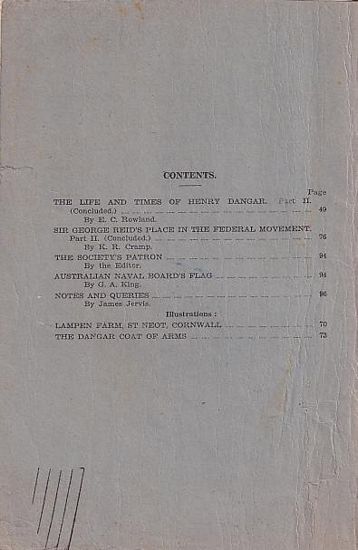 CONTENTS.
Page
THE LIFE AND TIMES OF HENRY DANGAR. Part II.
(Concluded.) 49
By E. C. Rowland.
SIR GEORGE REID'S PLACE IN THE FEDERAL MOVEMENT.
Part II. (Concluded.) 76
By K. R. Cramp.
THE SOCIETY'S PATRON 94
By the Editor.
AUSTRALIAN NAVAL BOARD'S FLAG 94
By G. A. King.
NOTES AND QUERIES 96
By James Jervis.
Illustrations:
LAMPEN FARM, ST NEOT, CORNWALL 70
THE DANGAR COAT OF ARMS 73